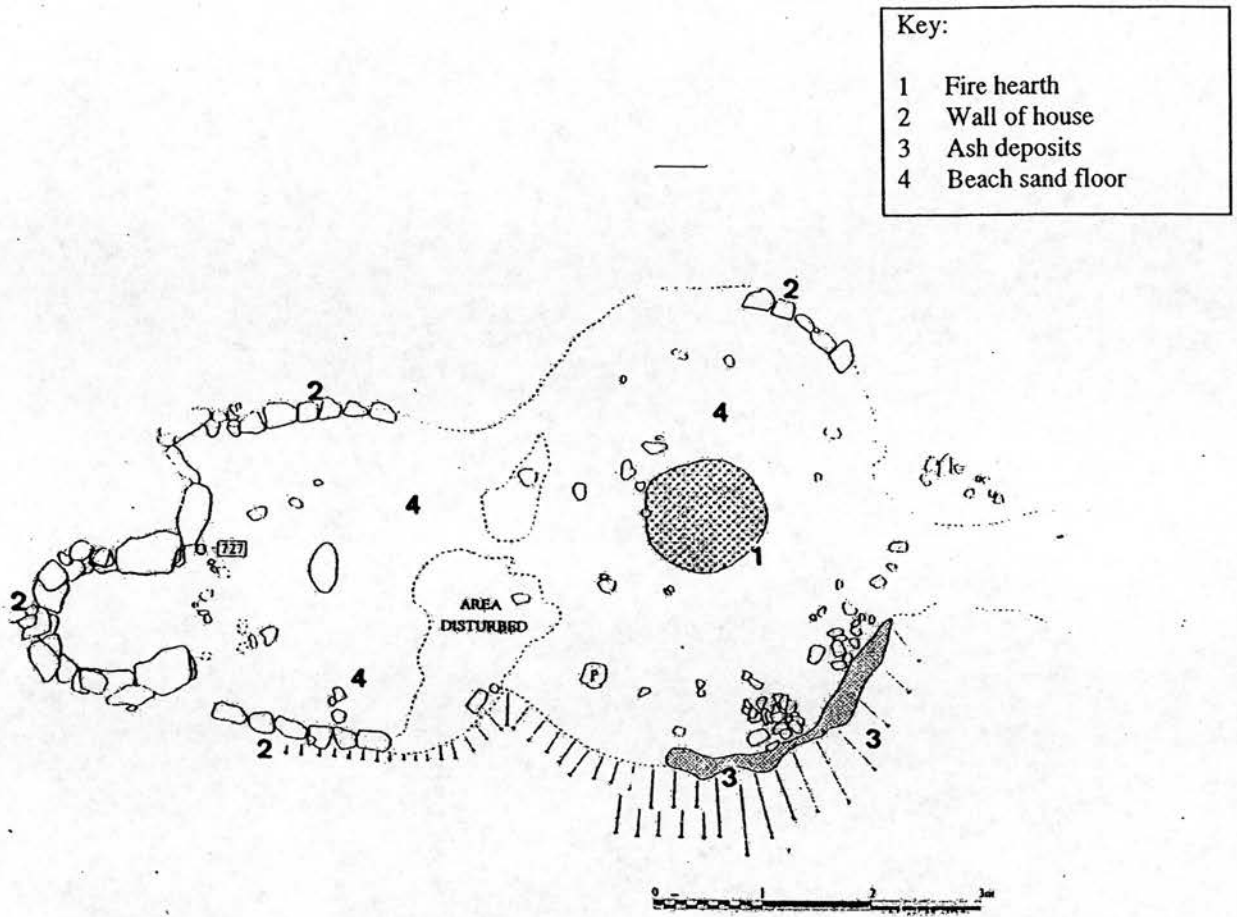 Key:
1 Fire hearth
2 Wall of house
3 Ash deposits
4 Beach sand floor
2
2
4
4
727
1
2
AREA
DISTURBED
P
4
2
3
3
0 1 2 3m